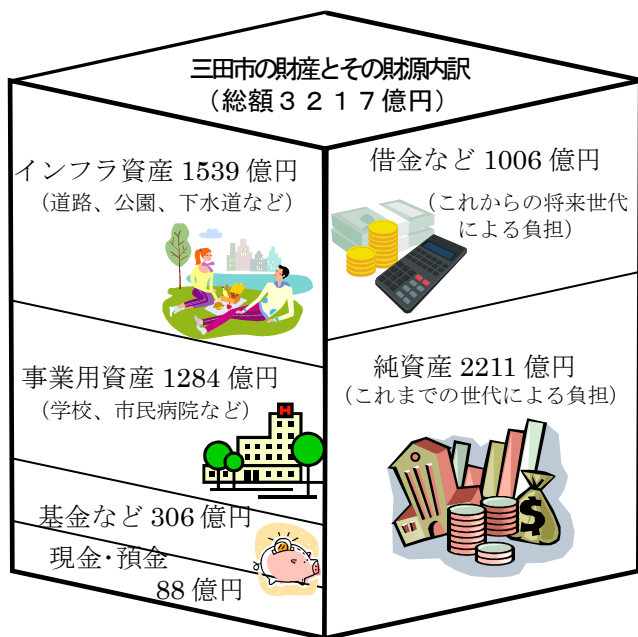 三田市の財産とその財源内訳
（総額３２１７億円）
インフラ資産 1539 億円
（道路、公園、下水道など）
事業用資産 1284 億円
（学校、市民病院など）
H
基金など 306 億円
現金・預金
88 億円
借金など 1006 億円
（これからの将来世代
による負担）
純資産 2211 億円
（これまでの世代による負担）
$